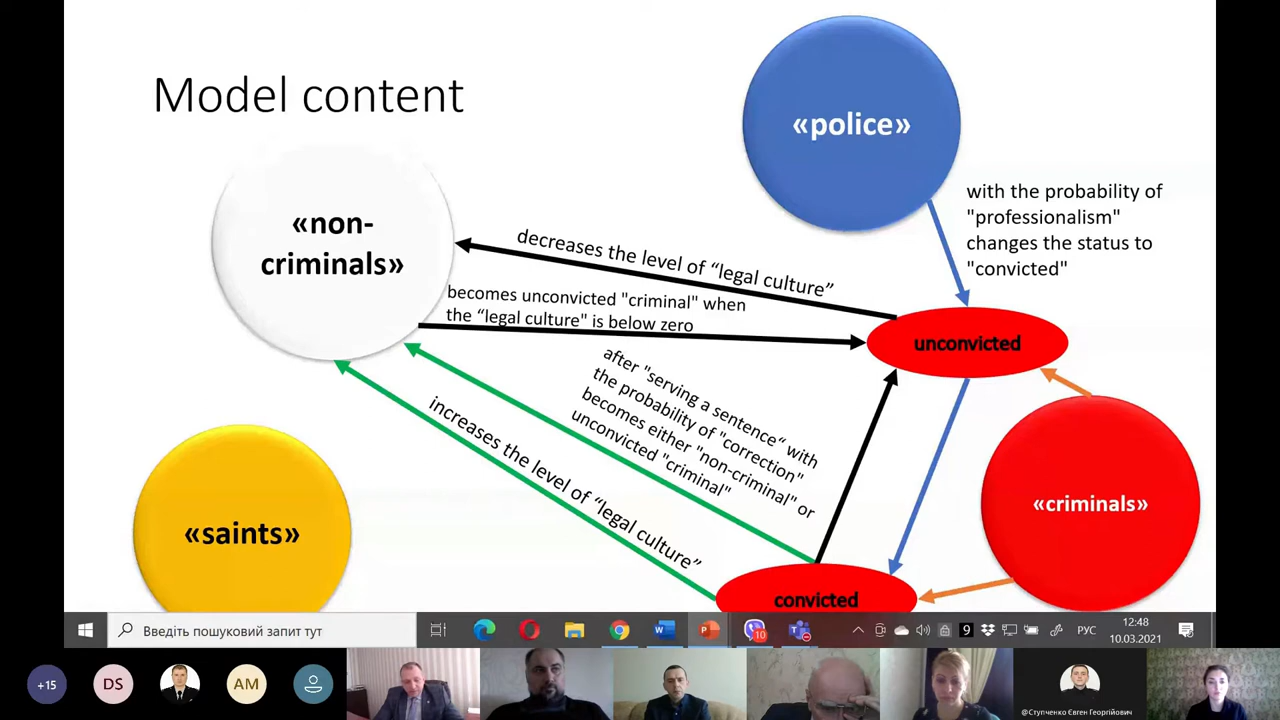 Model content
«police»
«non-
criminals»
with the probability of
"professionalism"
changes the status to
"convicted"
decreases the level of “legal culture”
becomes unconvicted "criminal" when
the “legal culture" is below zero
unconvicted
after "serving a sentence“ with
the probability of "correction"
becomes either "non-criminal" or
unconvicted "criminal"
increases the level of “legal culture”
«criminals»
«saints»
convicted
Введіть пошуковий запит тут
10
9
РУС
12:48
10.03.2021
+15
DS
AM
@Ступченко Євген Георгійович